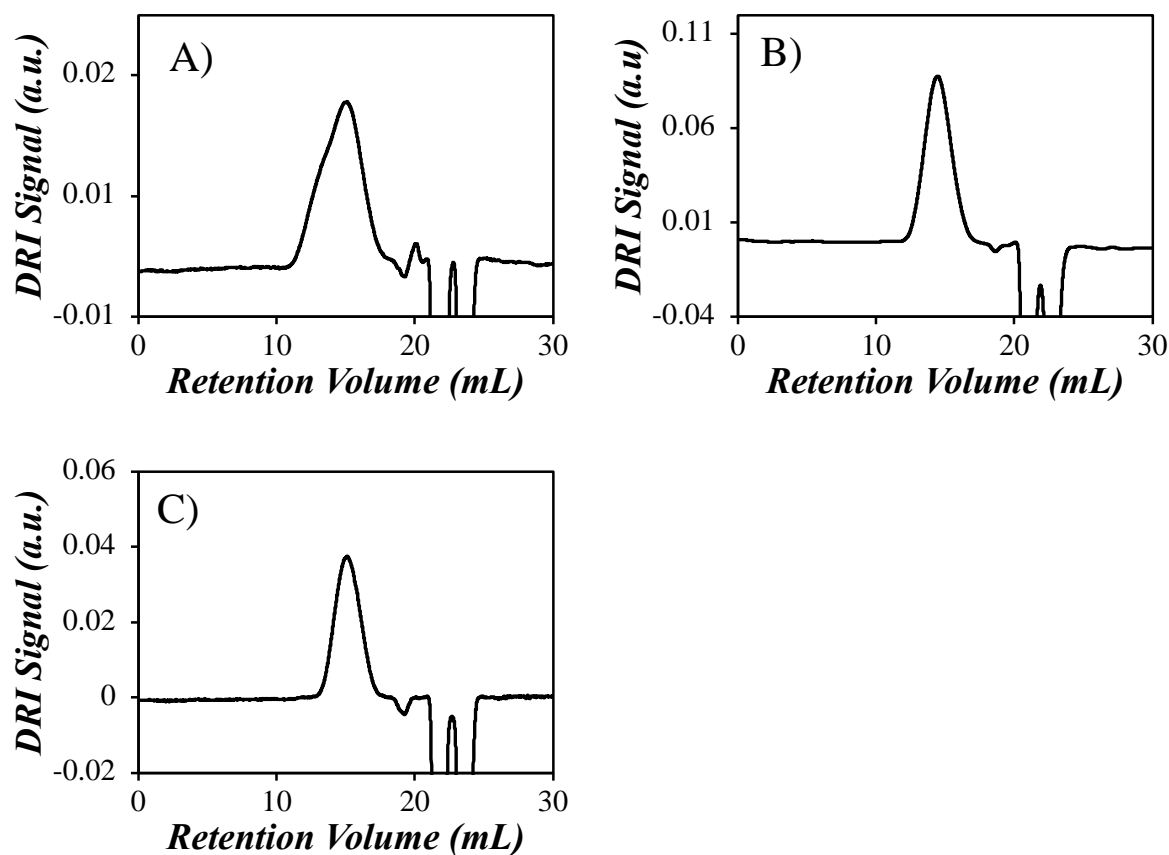 A)
DRI Signal (a.u.)
0.02
0.01
-0.01
0
10
20
30
Retention Volume (mL)
B)
DRI Signal (a.u)
0.11
0.06
0.01
-0.04
0
10
20
30
Retention Volume (mL)
C)
DRI Signal (a.u.)
0.06
0.04
0.02
0
-0.02
0
10
20
30
Retention Volume (mL)